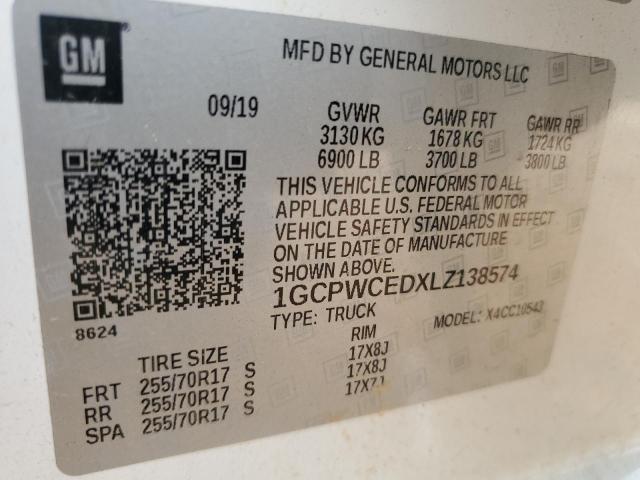 GM
MFD BY GENERAL MOTORS LLC
09/19 GVWR GAWR FRT GAWR RR
3130 KG 1678 KG 1724 KG
6900 LB 3700 LB 3800 LB
THIS VEHICLE CONFORMS TO ALL
APPLICABLE U.S. FEDERAL MOTOR
VEHICLE SAFETY STANDARDS IN EFFECT
ON THE DATE OF MANUFACTURE
SHOWN ABOVE.
1GCPWCEDXLZ138574
8624 TYPE: TRUCK MODEL: X4CC10543
TIRE SIZE RIM
FRT 255/70R17 S 17X8J
RR 255/70R17 S 17X8J
SPA 255/70R17 S 17X7J